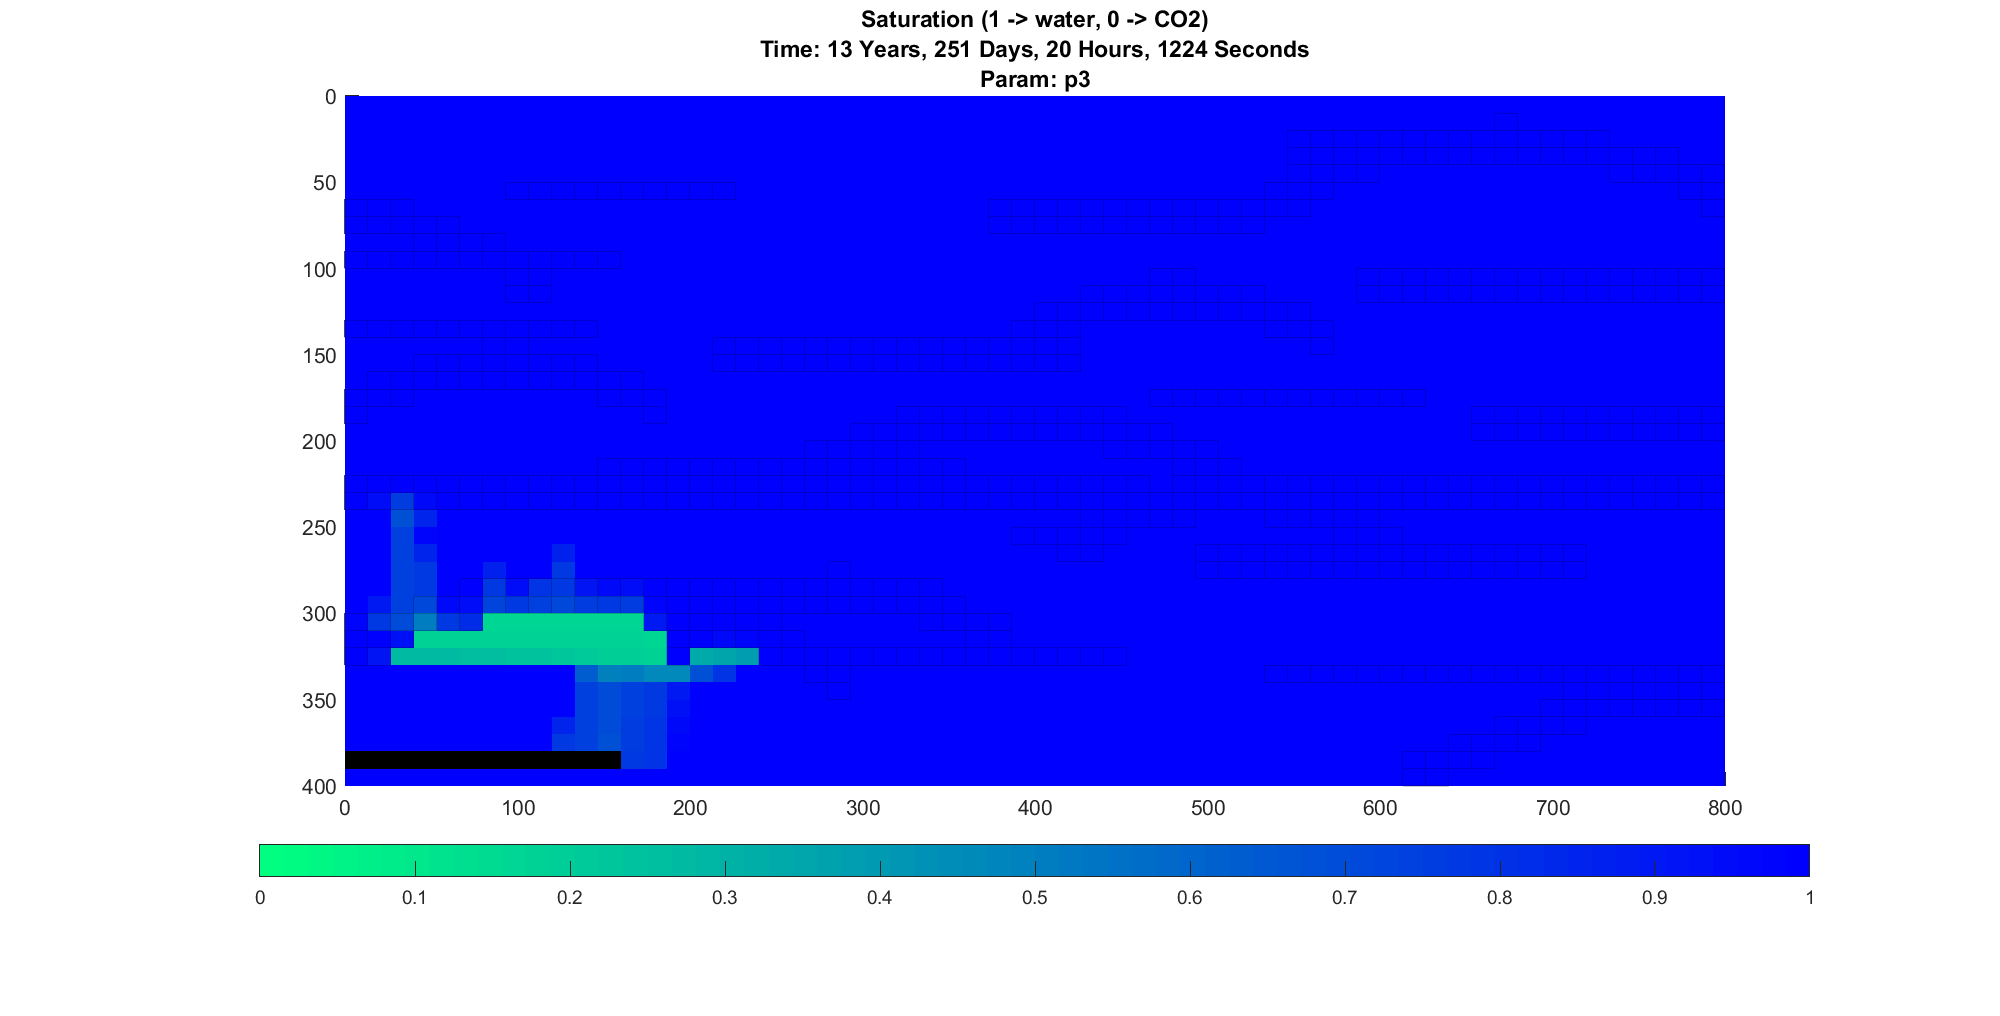 Saturation (1 -> water, 0 -> CO2)
Time: 13 Years, 251 Days, 20 Hours, 1224 Seconds
Param: p3
0
50
100
150
200
250
300
350
400
0 100 200 300 400 500 600 700 800
0 0.1 0.2 0.3 0.4 0.5 0.6 0.7 0.8 0.9 1